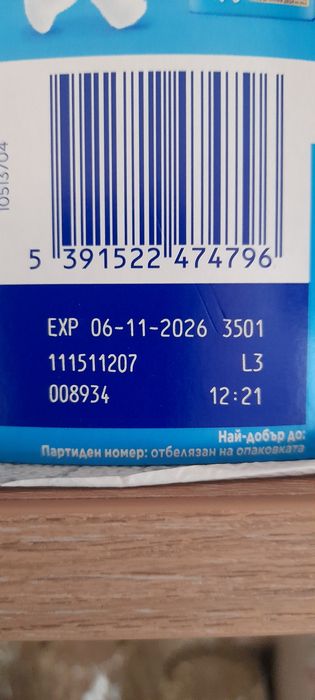 10513704
5 391522 474796
EXP 06-11-2026 3501
111511207 L3
008934 12:21
Най-добър до:
Партиден номер: отбелязан на опаковката